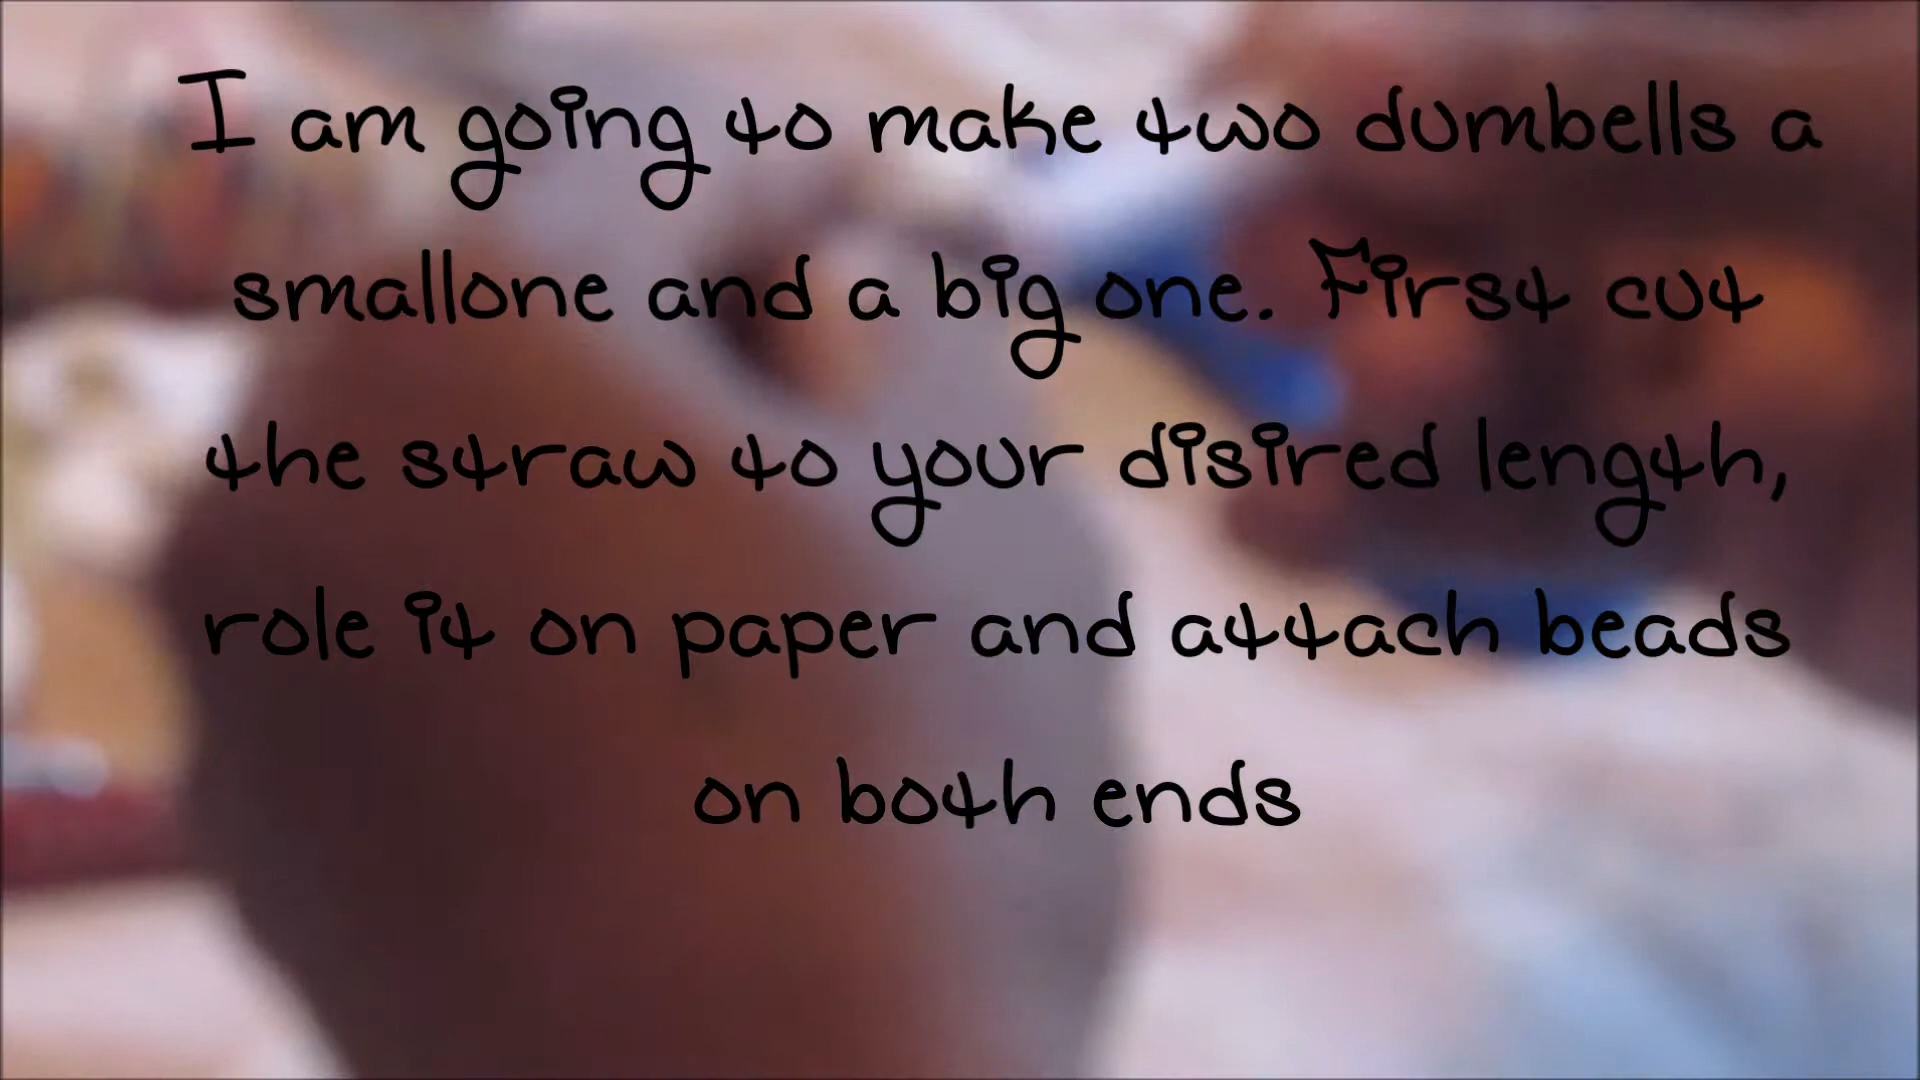 I am going to make two dumbells a
smallone and a big one. First cut
the straw to your disired length,
role it on paper and attach beads
on both ends